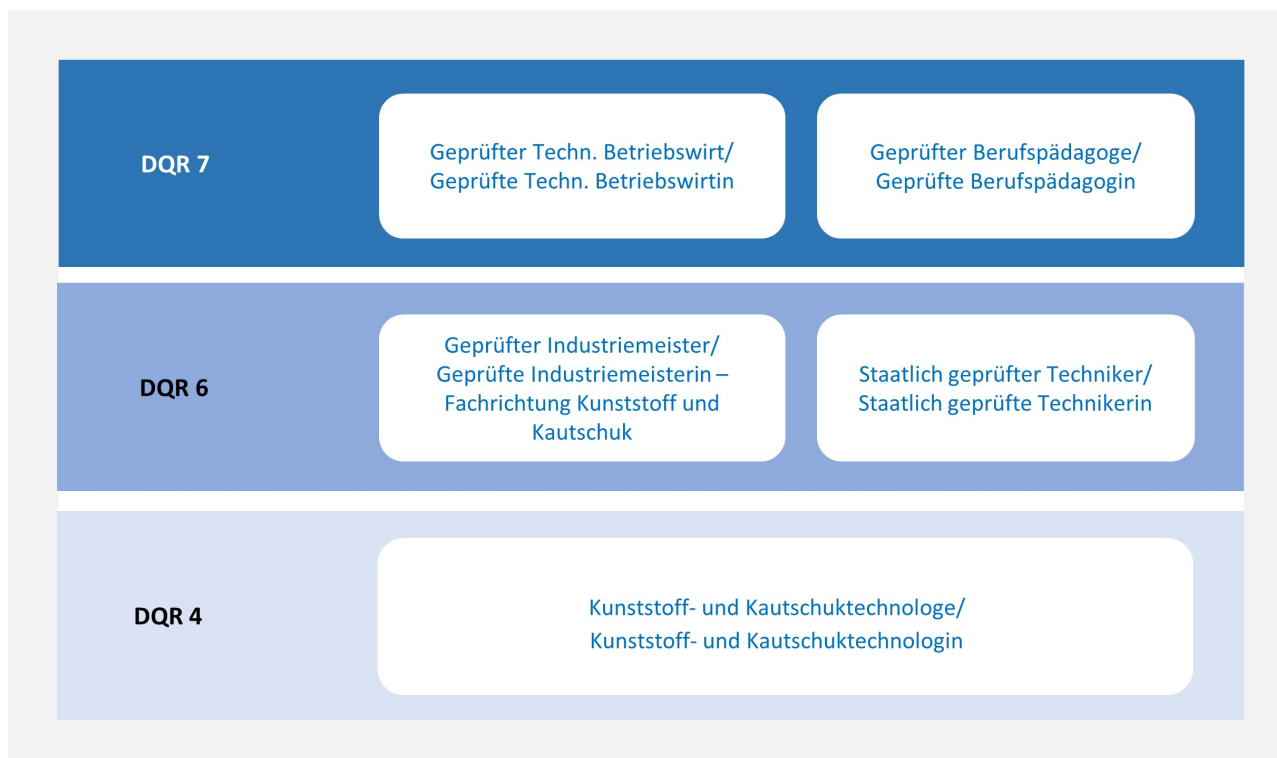 DQR 7
Geprüfter Techn. Betriebswirt/
Geprüfte Techn. Betriebswirtin
Geprüfter Berufspädagoge/
Geprüfte Berufspädagogin
DQR 6
Geprüfter Industriemeister/
Geprüfte Industriemeisterin –
Fachrichtung Kunststoff und
Kautschuk
Staatlich geprüfter Techniker/
Staatlich geprüfte Technikerin
DQR 4
Kunststoff- und Kautschuktechnologe/
Kunststoff- und Kautschuktechnologin